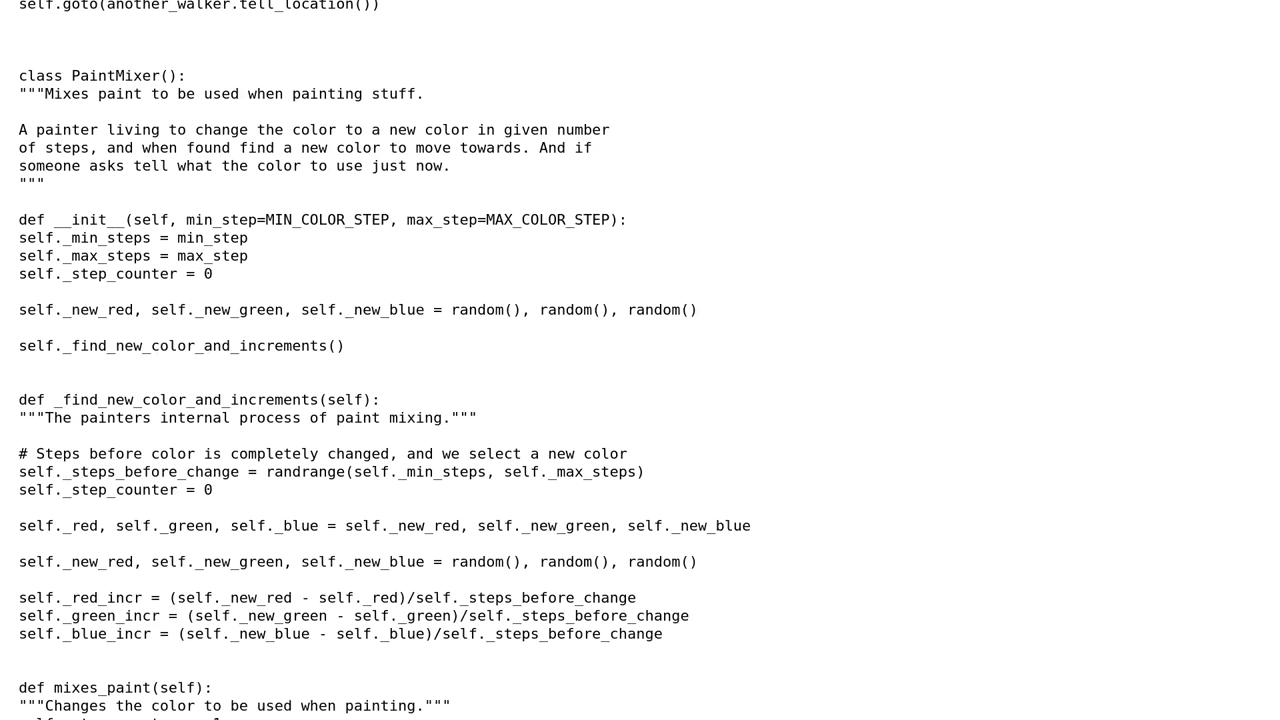 self.goto(another_walker.tell_location())
class PaintMixer():
"""Mixes paint to be used when painting stuff.
A painter living to change the color to a new color in given number
of steps, and when found find a new color to move towards. And if
someone asks tell what the color to use just now.
"""
def __init__(self, min_step=MIN_COLOR_STEP, max_step=MAX_COLOR_STEP):
self._min_steps = min_step
self._max_steps = max_step
self._step_counter = 0
self._new_red, self._new_green, self._new_blue = random(), random(), random()
self._find_new_color_and_increments()
def _find_new_color_and_increments(self):
"""The painters internal process of paint mixing."""
# Steps before color is completely changed, and we select a new color
self._steps_before_change = randrange(self._min_steps, self._max_steps)
self._step_counter = 0
self._red, self._green, self._blue = self._new_red, self._new_green, self._new_blue
self._new_red, self._new_green, self._new_blue = random(), random(), random()
self._red_incr = (self._new_red - self._red)/self._steps_before_change
self._green_incr = (self._new_green - self._green)/self._steps_before_change
self._blue_incr = (self._new_blue - self._blue)/self._steps_before_change
def mixes_paint(self):
"""Changes the color to be used when painting."""